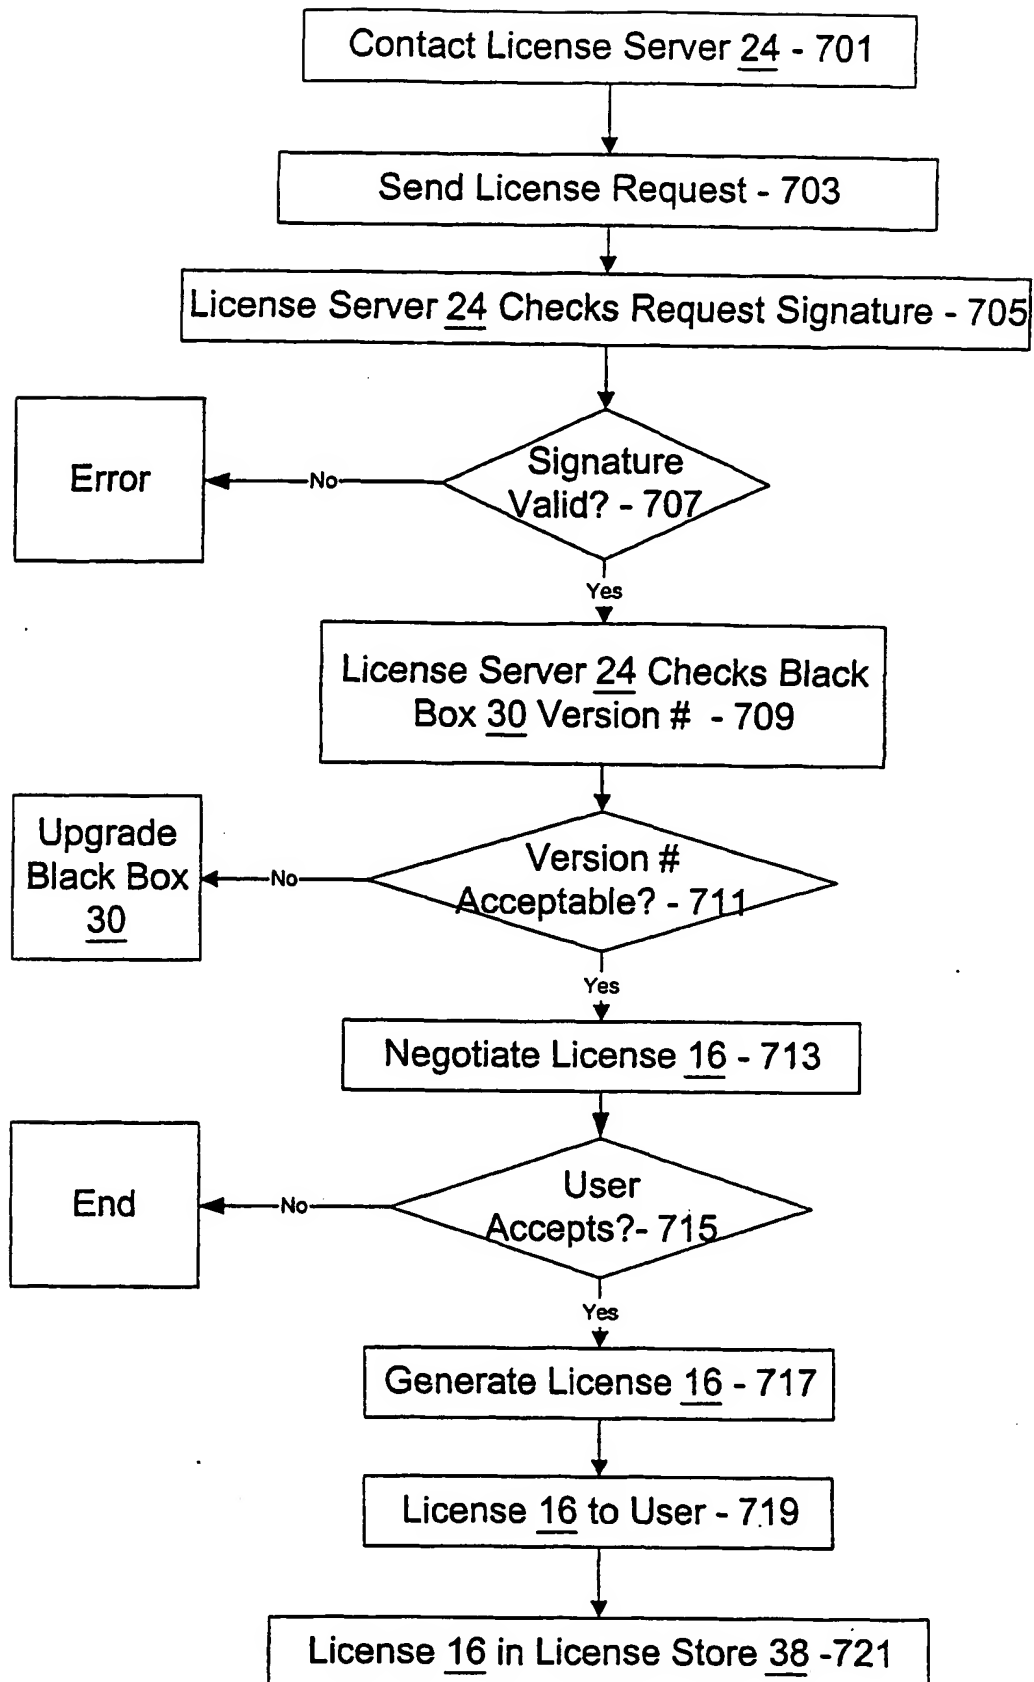 Contact License Server 24 - 701
Send License Request - 703
License Server 24 Checks Request Signature - 705
Signature
Valid? - 707
No
Error
Yes
License Server 24 Checks Black
Box 30 Version # - 709
Version #
Acceptable? - 711
No
Upgrade
Black Box
30
Yes
Negotiate License 16 - 713
User
Accepts?- 715
No
End
Yes
Generate License 16 - 717
License 16 to User - 719
License 16 in License Store 38 -721